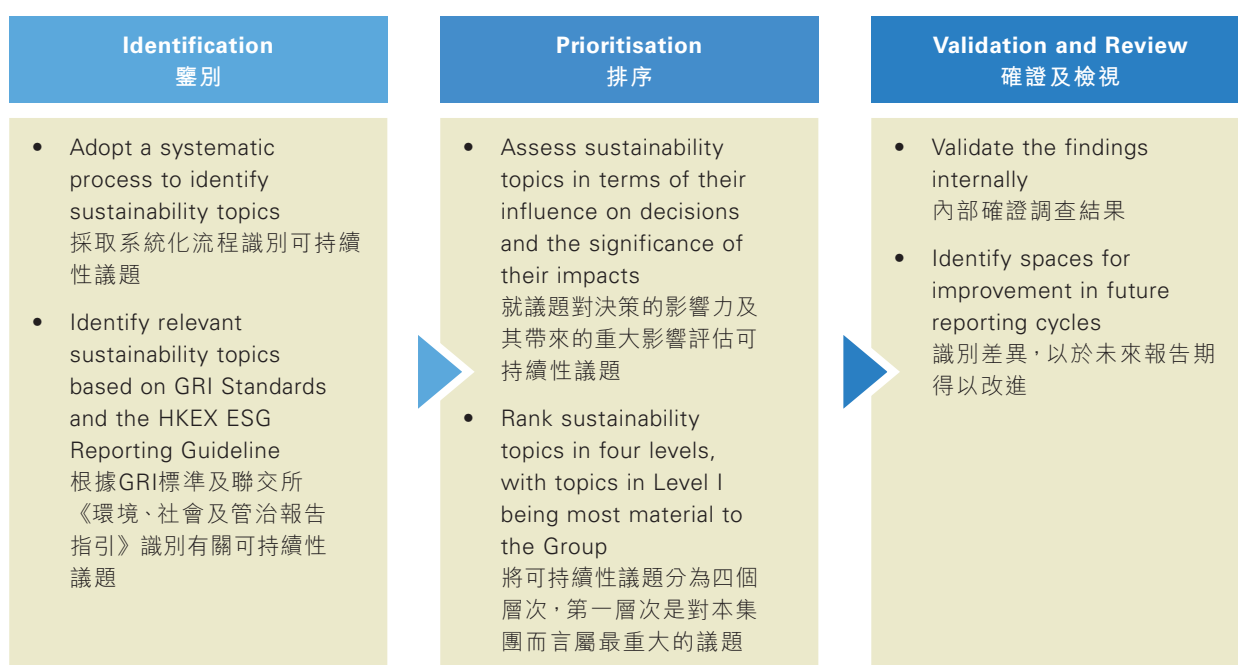 Identification
鑒別
• Adopt a systematic
process to identify
sustainability topics
採取系統化流程識別可持續
性議題
• Identify relevant
sustainability topics
based on GRI Standards
and the HKEX ESG
Reporting Guideline
根據GRI標準及聯交所
《環境、社會及管治報告
指引》識別有關可持續性
議題
Prioritisation
排序
• Assess sustainability
topics in terms of their
influence on decisions
and the significance of
their impacts
就議題對決策的影響力及
其帶來的重大影響評估可
持續性議題
• Rank sustainability
topics in four levels,
with topics in Level I
being most material to
the Group
將可持續性議題分為四個
層次，第一層次是對本集
團而言屬最重大的議題
Validation and Review
確證及檢視
• Validate the findings
internally
內部確證調查結果
• Identify spaces for
improvement in future
reporting cycles
識別差異，以於未來報告期
得以改進